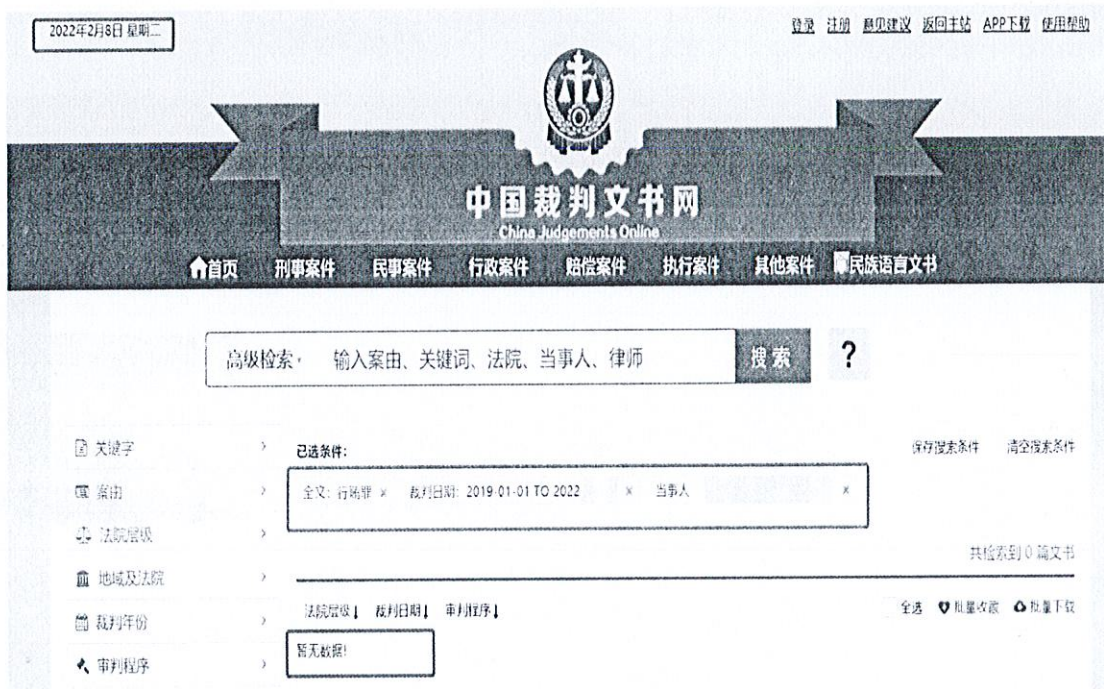 2022年2月8日 星期二
登录 注册 意见建议 返回主站 APP下载 使用帮助
中国裁判文书网
China Judgements Online
首页 刑事案件 民事案件 行政案件 赔偿案件 执行案件 其他案件 民族语言文书
高级检索 输入案由、关键词、法院、当事人、律师 搜索 ?
关键字 >
已选条件: 保存搜索条件 清空搜索条件
案由 >
全文: 行贿罪 × 裁判日期: 2019-01-01 TO 2022 × 当事人 ×
法院层级 >
共检索到 0 篇文书
地域及法院 >
法院层级↓ 裁判日期↓ 审判程序↓ 全选 批量收藏 批量下载
裁判年份 >
暂无数据!
审判程序 >